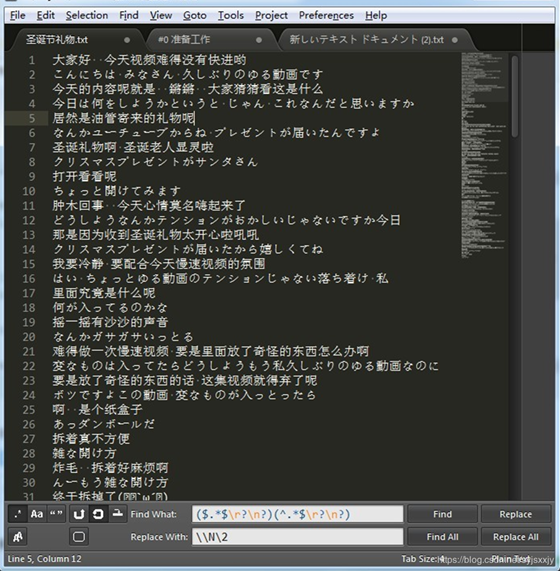 File Edit Selection Find View Goto Tools Project Preferences Help
圣诞节礼物.txt #0 准备工作 新しいテキスト ドキュメント (2).txt
1 大家好··今天视频难得没有快进哟
2 こんにちは·みなさん·久しぶりのゆる動画です
3 今天的内容呢就是··锵锵··大家猜猜看这是什么
4 今日は何をしようかというと·じゃん·これなんだと思いますか
5 居然是油管寄来的礼物呢
6 なんかユーチューブからね·プレゼントが届いたんですよ
7 圣诞礼物啊·圣诞老人显灵啦
8 クリスマスプレゼントがサンタさん
9 打开看看呢
10 ちょっと開けてみます
11 肿木回事··今天心情莫名嗨起来了
12 どうしようなんかテンションがおかしいじゃないですか今日
13 那是因为收到圣诞礼物太开心啦吼吼
14 クリスマスプレゼントが届いたから嬉しくてね
15 我要冷静·要配合今天慢速视频的氛围
16 はい·ちょっとゆる動画のテンションじゃない落ち着け·私
17 里面究竟是什么呢
18 何が入ってるのかな
19 摇一摇有沙沙的声音
20 なんかガサガサいっとる
21 难得做一次慢速视频·要是里面放了奇怪的东西怎么办啊
22 変なものは入ってたらどうしようもう私久しぶりのゆる動画なのに
23 要是放了奇怪的东西的话·这集视频就得弃了呢
24 ボツですよこの動画·変なものが入っとったら
25 啊··是个纸盒子
26 あっダンボールだ
27 拆着真不方便
28 雑な開け方
29 炸毛··拆着好麻烦啊
30 んーもう雑な開け方
31 终于拆掉了
Find What: ($.*$\r?\n?)(^.*$\r?\n?) Find Replace
Replace With: \\N\2 Find All Replace All
Line 5, Column 12 Tab Size: 4 Plain Text